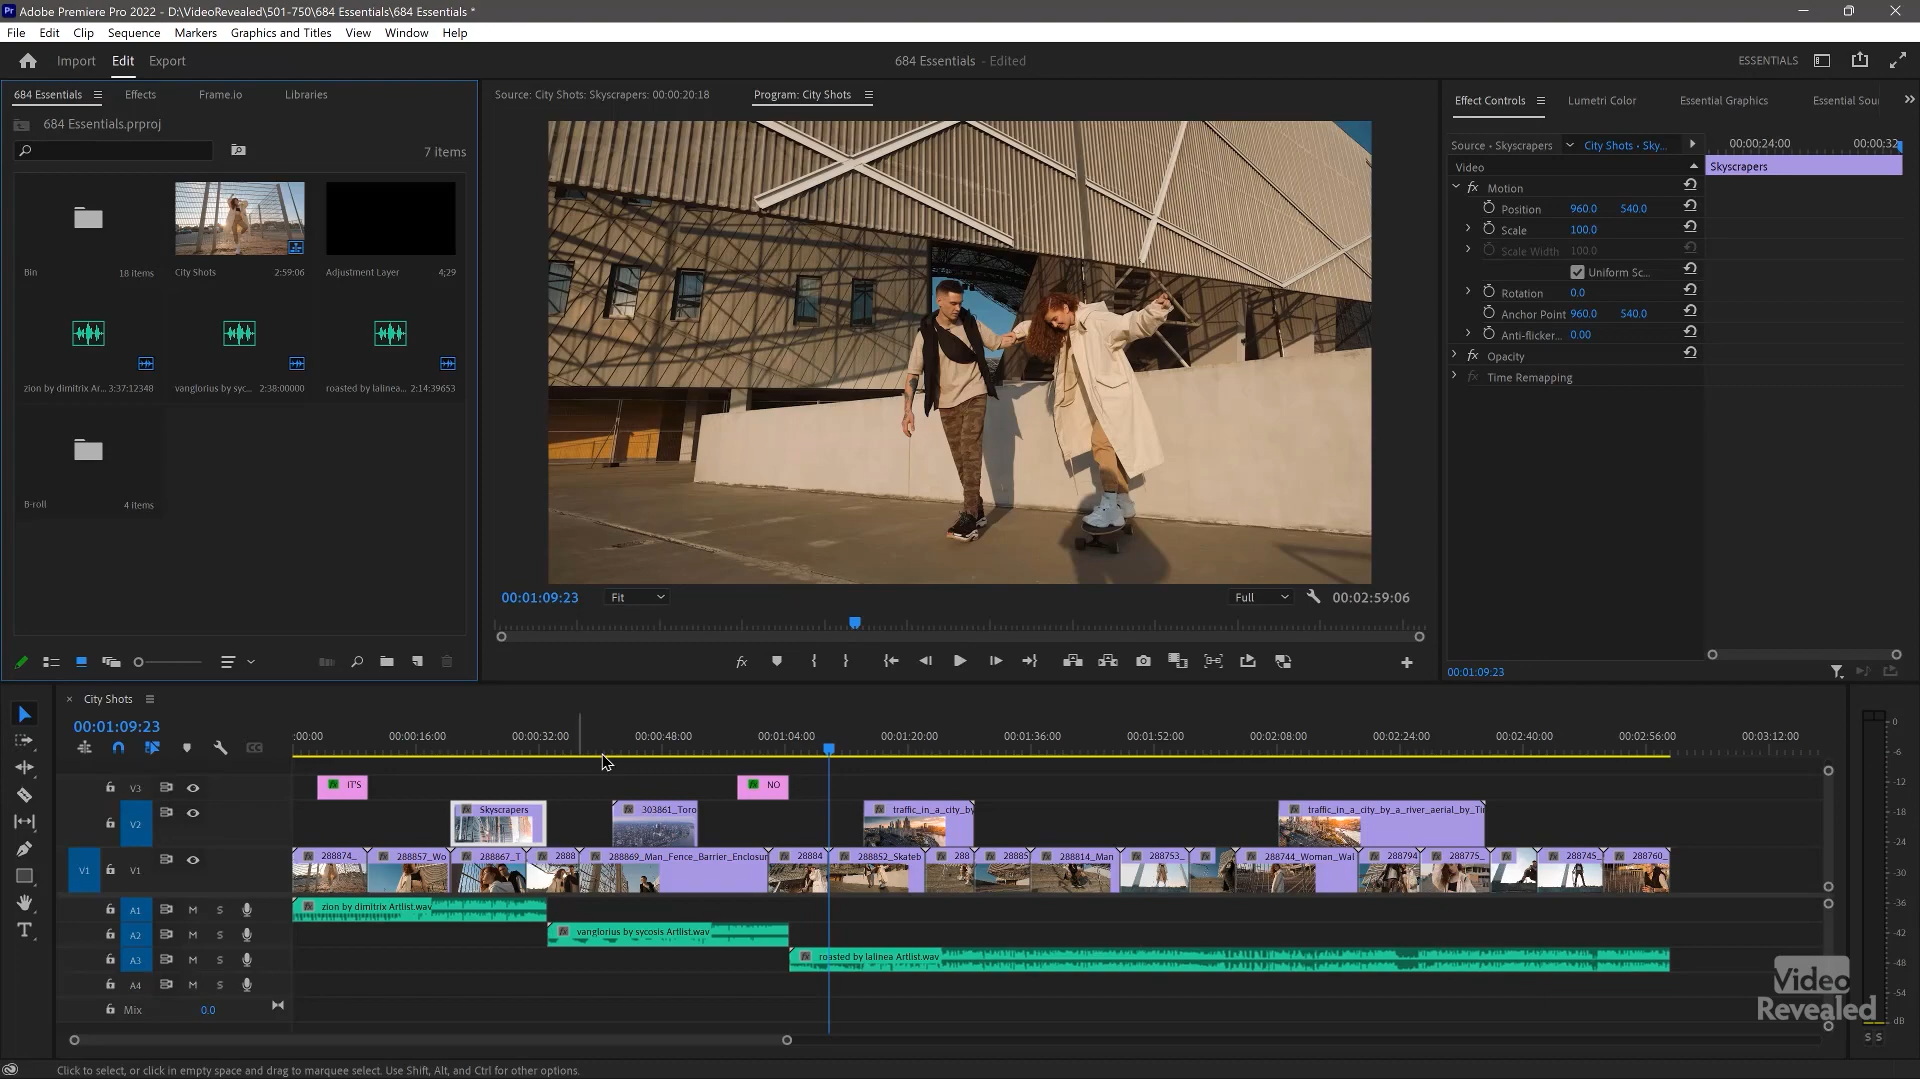 Adobe Premiere Pro 2022 - D:\VideoRevealed\501-750\684 Essentials\684 Essentials *
File Edit Clip Sequence Markers Graphics and Titles View Window Help
Import Edit Export
684 Essentials - Edited
ESSENTIALS
684 Essentials Effects Frame.io Libraries
684 Essentials.prproj
7 items
Bin 18 items
City Shots 2:59:06
Adjustment Layer 4;29
zion by dimitrix Ar... 3:37:12348
vanglorius by syc... 2:38:00000
roasted by lalinea... 2:14:39653
B-roll 4 items
Source: City Shots: Skyscrapers: 00:00:20:18
Program: City Shots
00:01:09:23 Fit Full 00:02:59:06
Effect Controls Lumetri Color Essential Graphics Essential Sou
Source • Skyscrapers City Shots • Sky... 00:00:24:00 00:00:32
Video Skyscrapers
fx Motion
Position 960.0 540.0
Scale 100.0
Scale Width 100.0
Uniform Sc...
Rotation 0.0
Anchor Point 960.0 540.0
Anti-flicker... 0.00
fx Opacity
fx Time Remapping
00:01:09:23
City Shots
00:01:09:23
:00:00 00:00:16:00 00:00:32:00 00:00:48:00 00:01:04:00 00:01:20:00 00:01:36:00 00:01:52:00 00:02:08:00 00:02:24:00 00:02:40:00 00:02:56:00 00:03:12:00
V3 IT'S NO
V2 Skyscrapers 303861_Toro traffic_in_a_city_by traffic_in_a_city_by_a_river_aerial_by_Ti
V1 V1 288874_ 288857_Wo 288867_T 2888 288869_Man_Fence_Barrier_Enclosur 28884 288852_Skateb 288 28885 288814_Man 288753_ 288744_Woman_Wal 288794 288775_ 288745_ 288760_
A1 M S zion by dimitrix Artlist.wav
A2 M S vanglorius by sycosis Artlist.wav
A3 M S roasted by lalinea Artlist.wav
A4 M S
Mix 0.0
0
-6
-12
-18
-24
-30
-36
-42
-48
-54
dB
S S
Video
Revealed
Click to select, or click in empty space and drag to marquee select. Use Shift, Alt, and Ctrl for other options.